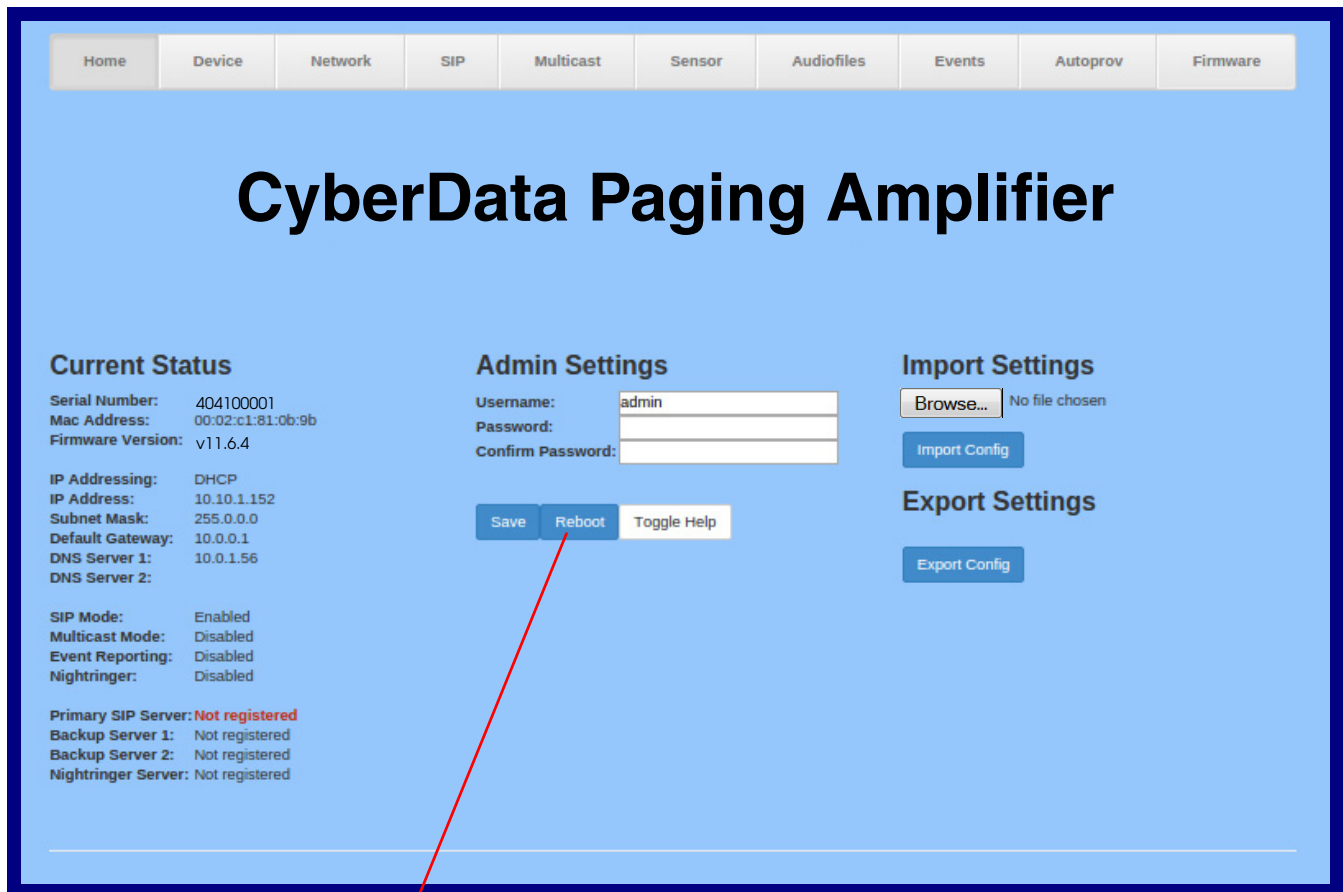 Home Device Network SIP Multicast Sensor Audiofiles Events Autoprov Firmware
CyberData Paging Amplifier
Current Status
Serial Number: 404100001
Mac Address: 00:02:c1:81:0b:9b
Firmware Version: v11.6.4
IP Addressing: DHCP
IP Address: 10.10.1.152
Subnet Mask: 255.0.0.0
Default Gateway: 10.0.0.1
DNS Server 1: 10.0.1.56
DNS Server 2:
SIP Mode: Enabled
Multicast Mode: Disabled
Event Reporting: Disabled
Nightringer: Disabled
Primary SIP Server: Not registered
Backup Server 1: Not registered
Backup Server 2: Not registered
Nightringer Server: Not registered
Admin Settings
Username: admin
Password:
Confirm Password:
Save Reboot Toggle Help
Import Settings
Browse... No file chosen
Import Config
Export Settings
Export Config